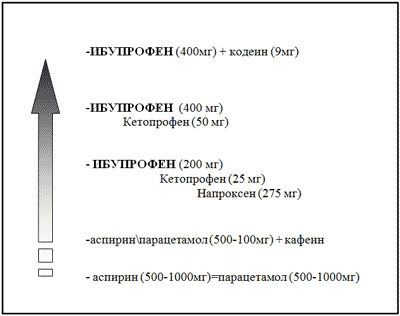 -ИБУПРОФЕН (400мг) + кодеин (9мг)
-ИБУПРОФЕН (400 мг)
Кетопрофен (50 мг)
- ИБУПРОФЕН (200 мг)
Кетопрофен (25 мг)
Напроксен (275 мг)
-аспирин\парацетамол (500-100мг) + кафеин
- аспирин (500-1000мг)=парацетамол (500-1000мг)